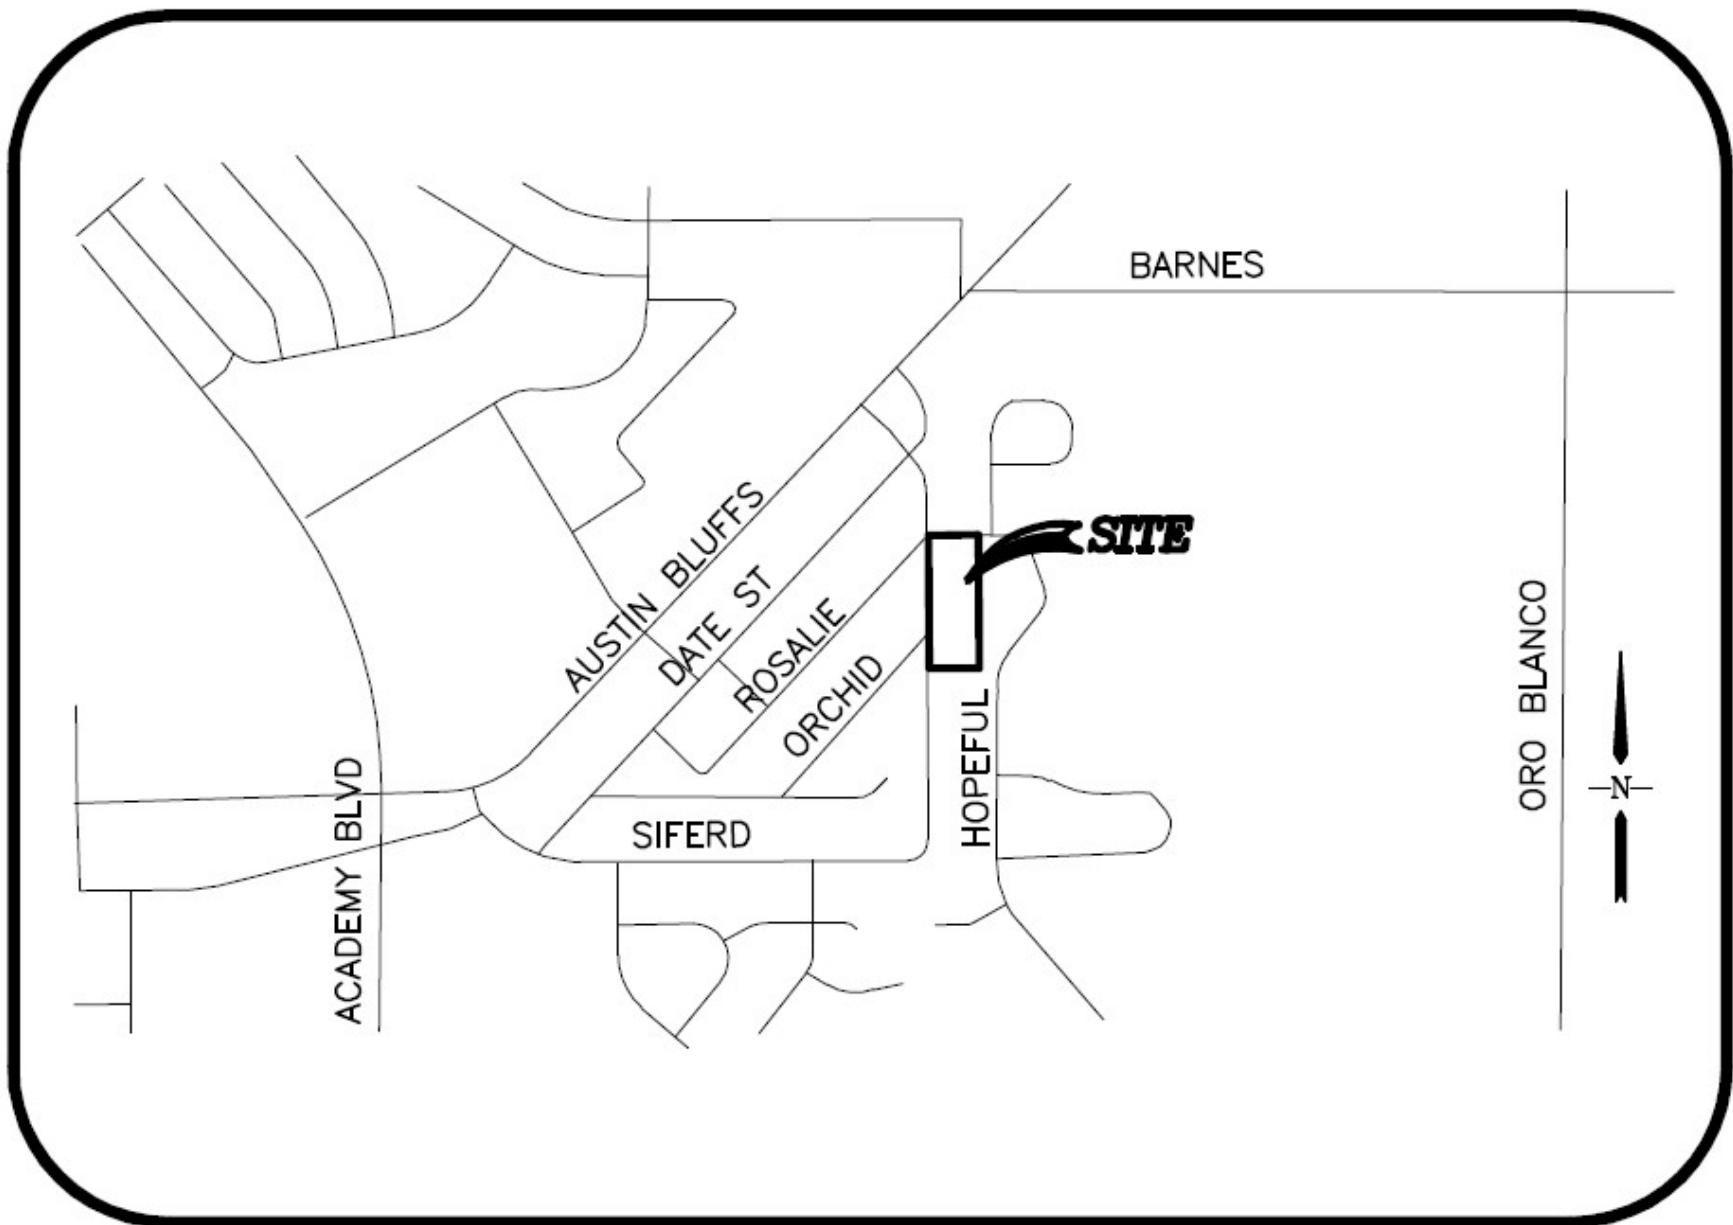 BARNES
SITE
AUSTIN BLUFFS
DATE ST
ROSALIE
ORCHID
ORO BLANCO
HOPEFUL
N
SIFERD
ACADEMY BLVD